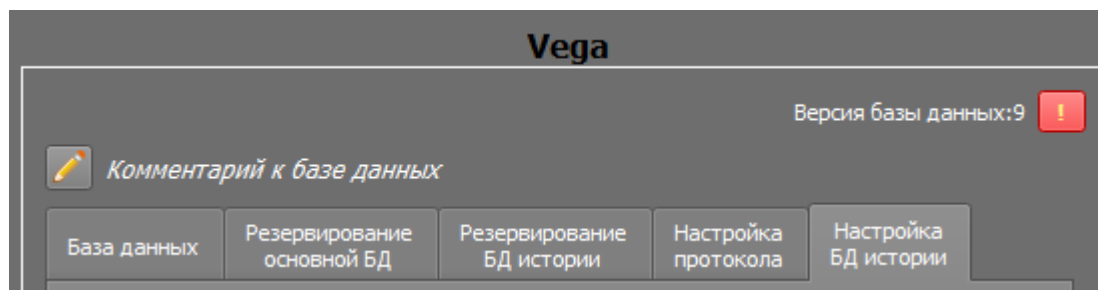 Vega
Версия базы данных:9 !
Комментарий к базе данных
База данных
Резервирование
основной БД
Резервирование
БД истории
Настройка
протокола
Настройка
БД истории